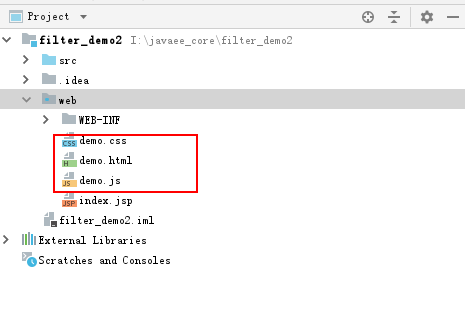 Project
filter_demo2 I:\javaee_core\filter_demo2
src
.idea
web
WEB-INF
CSS demo.css
H demo.html
JS demo.js
JSP index.jsp
filter_demo2.iml
External Libraries
Scratches and Consoles